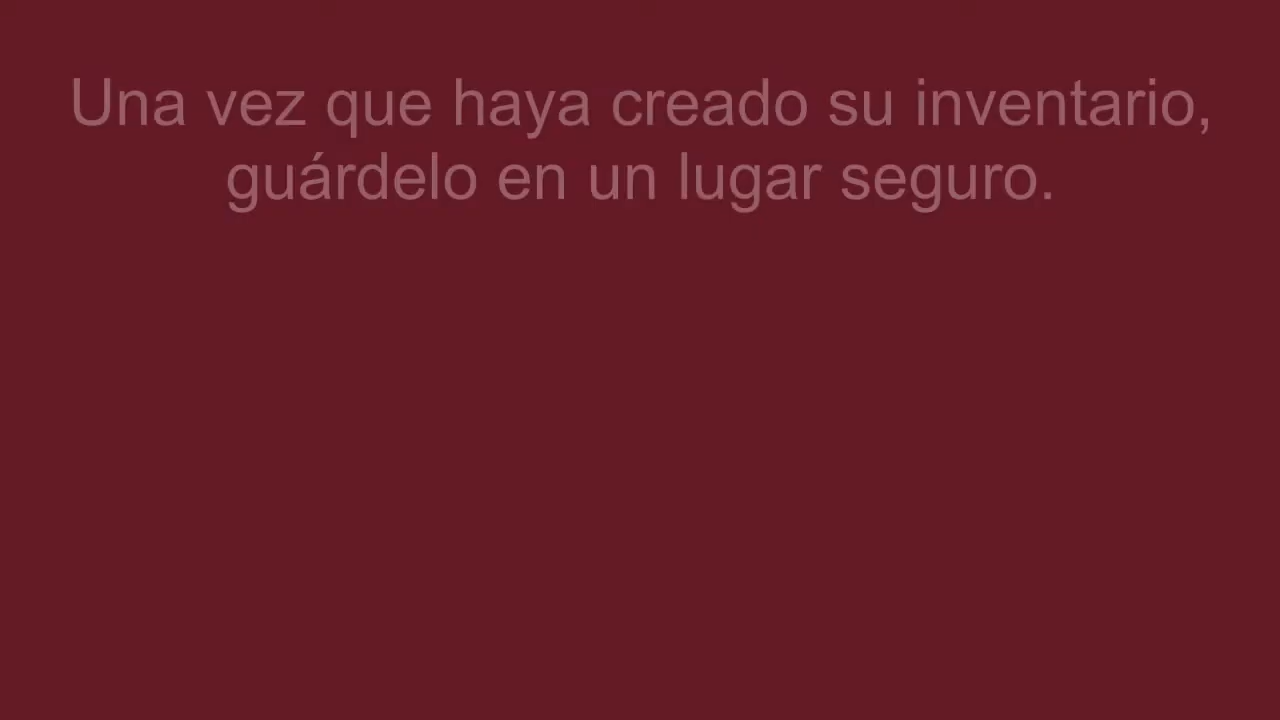 Una vez que haya creado su inventario,
guárdelo en un lugar seguro.